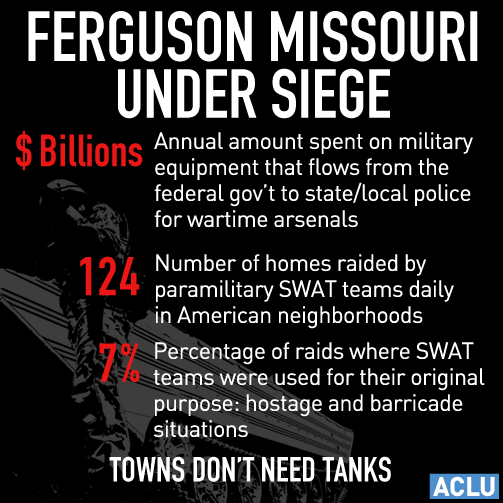 FERGUSON MISSOURI
UNDER SIEGE
$ Billions
Annual amount spent on military
equipment that flows from the
federal gov't to state/local police
for wartime arsenals
124
Number of homes raided by
paramilitary SWAT teams daily
in American neighborhoods
7%
Percentage of raids where SWAT
teams were used for their original
purpose: hostage and barricade
situations
TOWNS DON'T NEED TANKS
ACLU